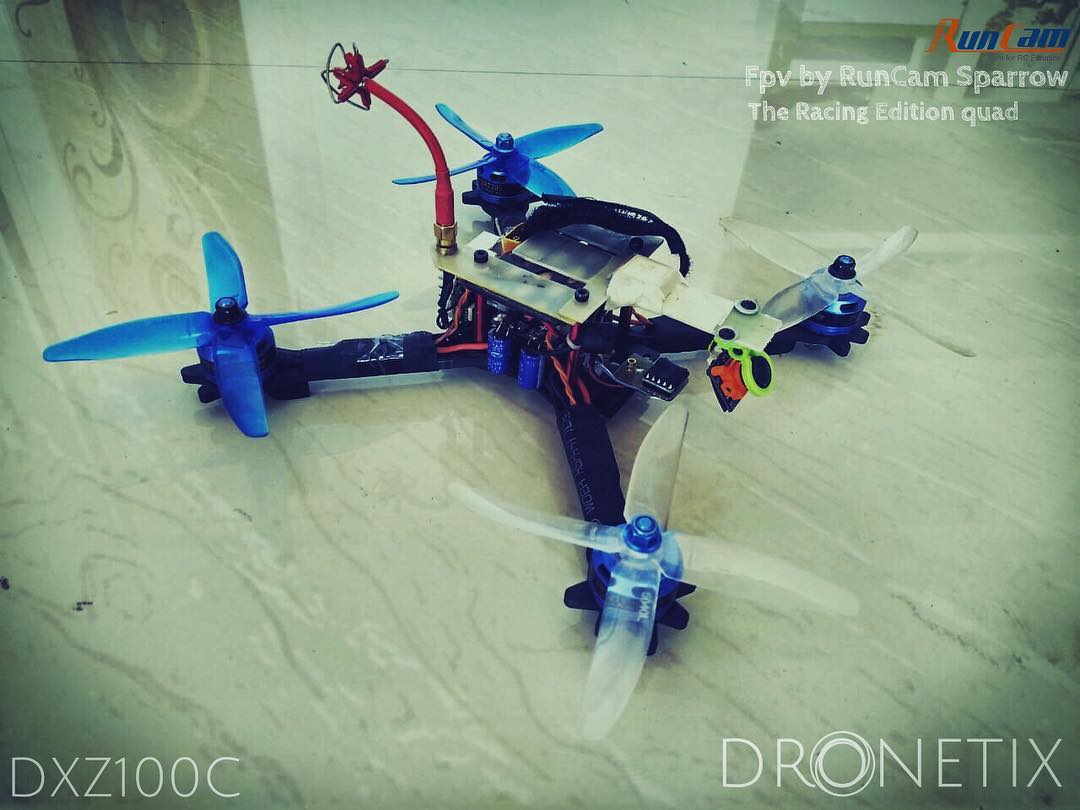 RunCam
Fpv by RunCam Sparrow
The Racing Edition quad
DXZ100C
DRONETIX